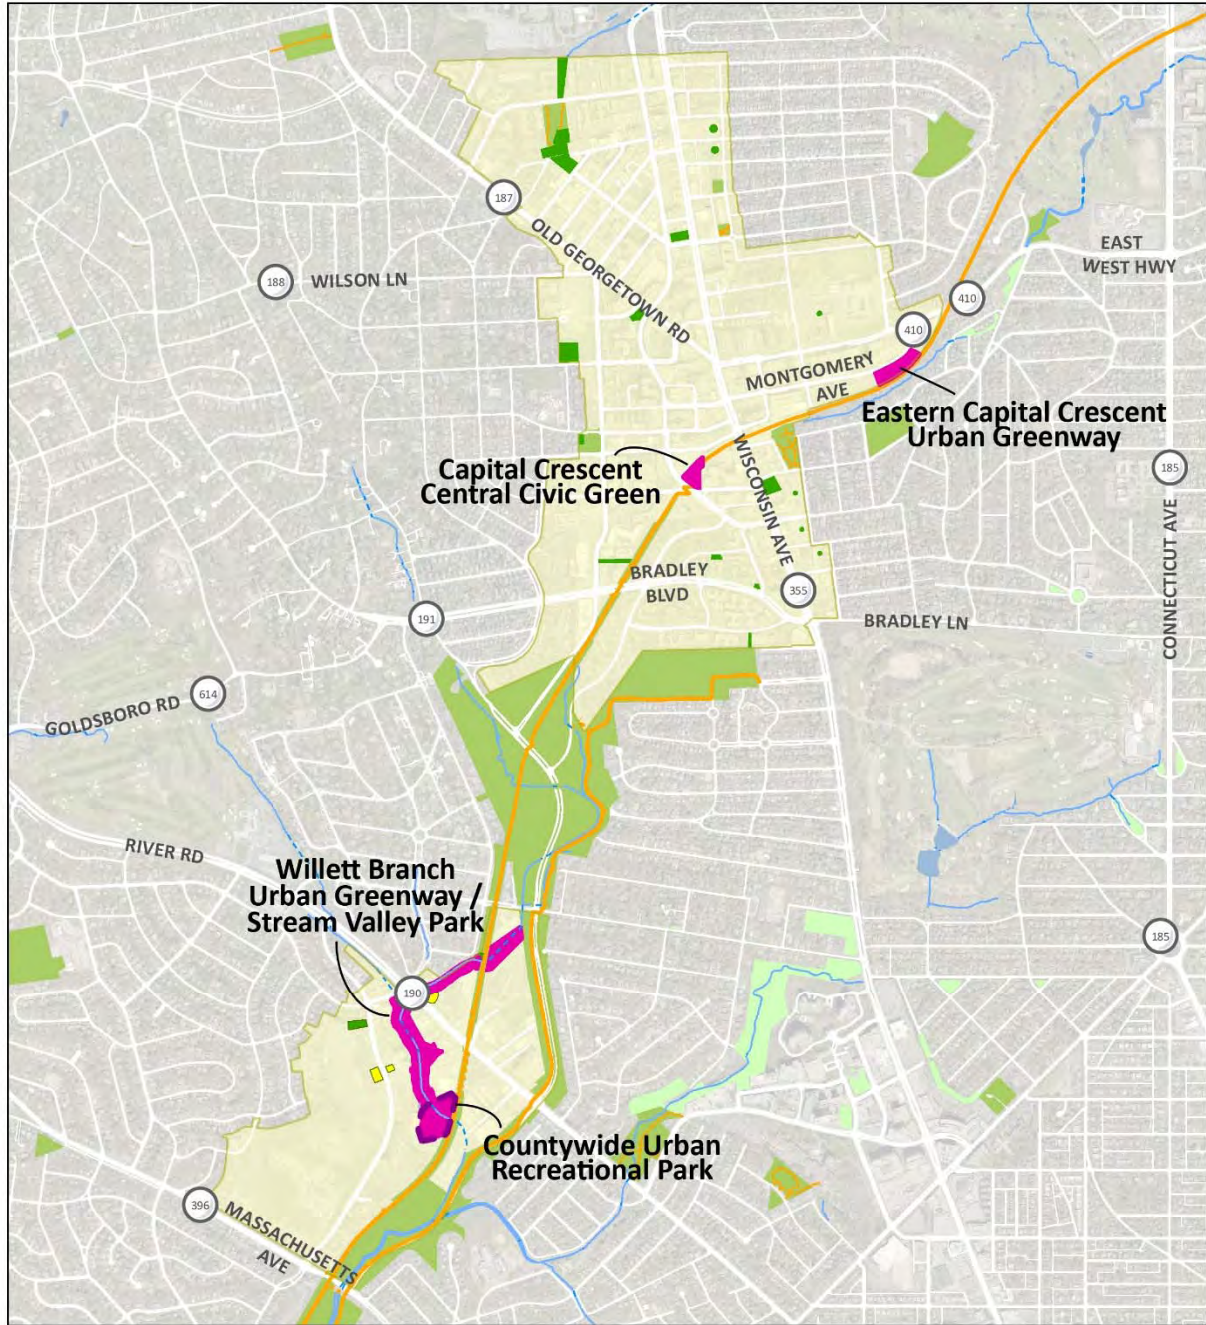 187
OLD GEORGETOWN RD
EAST
WEST HWY
188
WILSON LN
410
410
MONTGOMERY
AVE
Eastern Capital Crescent
Urban Greenway
WISCONSIN AVE
Capital Crescent
Central Civic Green
185
CONNECTICUT AVE
BRADLEY
BLVD
355
191
BRADLEY LN
614
GOLDSBORO RD
RIVER RD
Willett Branch
Urban Greenway /
Stream Valley Park
185
190
Countywide Urban
Recreational Park
396
MASSACHUSETTS
AVE